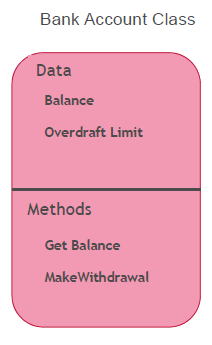 Bank Account Class
Data
Balance
Overdraft Limit
Methods
Get Balance
MakeWithdrawal